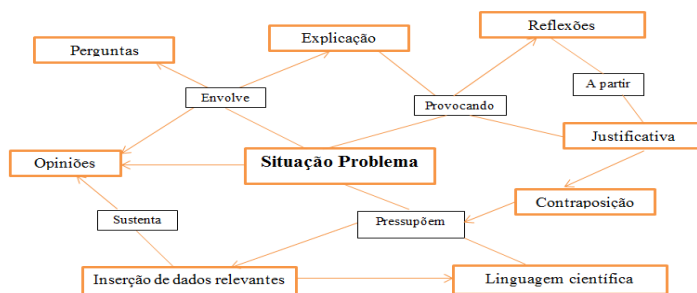 Reflexões
Explicação
Perguntas
A partir
Envolve
Provocando
Justificativa
Opiniões
Situação Problema
Contraposição
Sustenta
Pressupõem
Inserção de dados relevantes
Linguagem científica